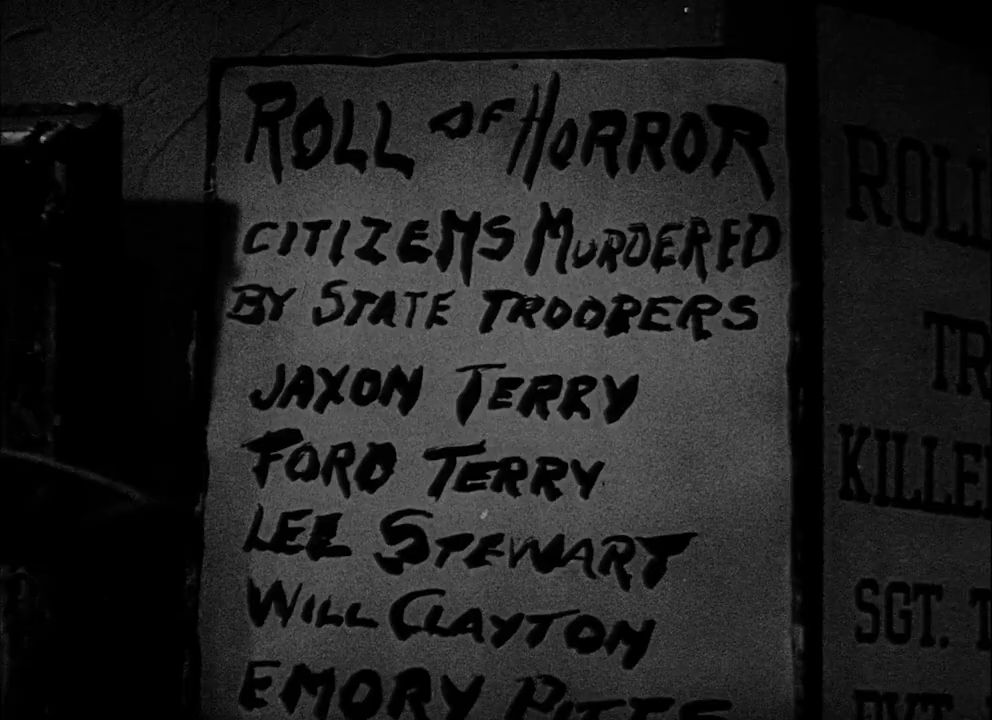 ROLL OF HORROR
CITIZENS MURDERED
BY STATE TROOPERS
JAXON TERRY
FORD TERRY
LEE STEWART
WILL CLAYTON
EMORY PITTS
ROLL
TR
KILLE
SGT. T